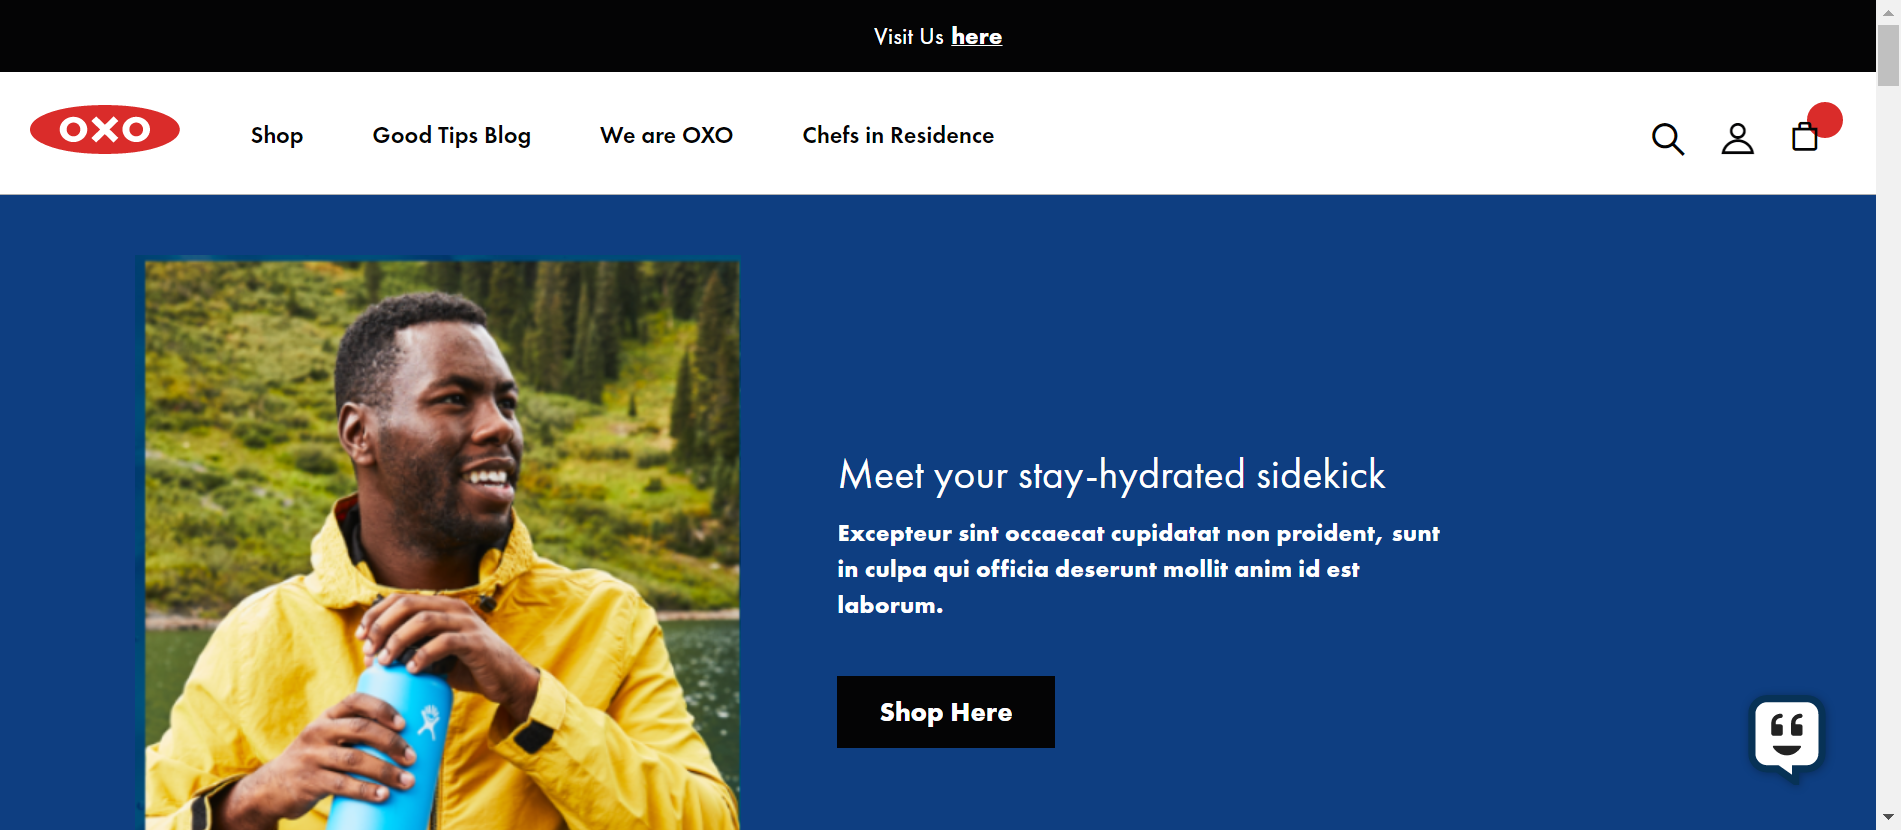 Visit Us here
OXO
Shop
Good Tips Blog
We are OXO
Chefs in Residence
Meet your stay-hydrated sidekick
Excepteur sint occaecat cupidatat non proident, sunt
in culpa qui officia deserunt mollit anim id est
laborum.
Shop Here